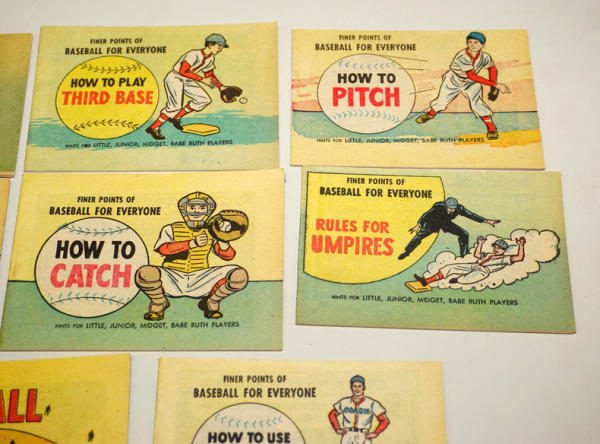 FINER POINTS OF
BASEBALL FOR EVERYONE
HOW TO PLAY
THIRD BASE
HINTS FOR LITTLE, JUNIOR, MIDGET, BABE RUTH PLAYERS
FINER POINTS OF
BASEBALL FOR EVERYONE
HOW TO
PITCH
HINTS FOR LITTLE, JUNIOR, MIDGET, BABE RUTH PLAYERS
FINER POINTS OF
BASEBALL FOR EVERYONE
HOW TO
CATCH
HINTS FOR LITTLE, JUNIOR, MIDGET, BABE RUTH PLAYERS
FINER POINTS OF
BASEBALL FOR EVERYONE
RULES FOR
UMPIRES
HINTS FOR LITTLE, JUNIOR, MIDGET, BABE RUTH PLAYERS
ALL
FINER POINTS OF
BASEBALL FOR EVERYONE
HOW TO USE
COACH